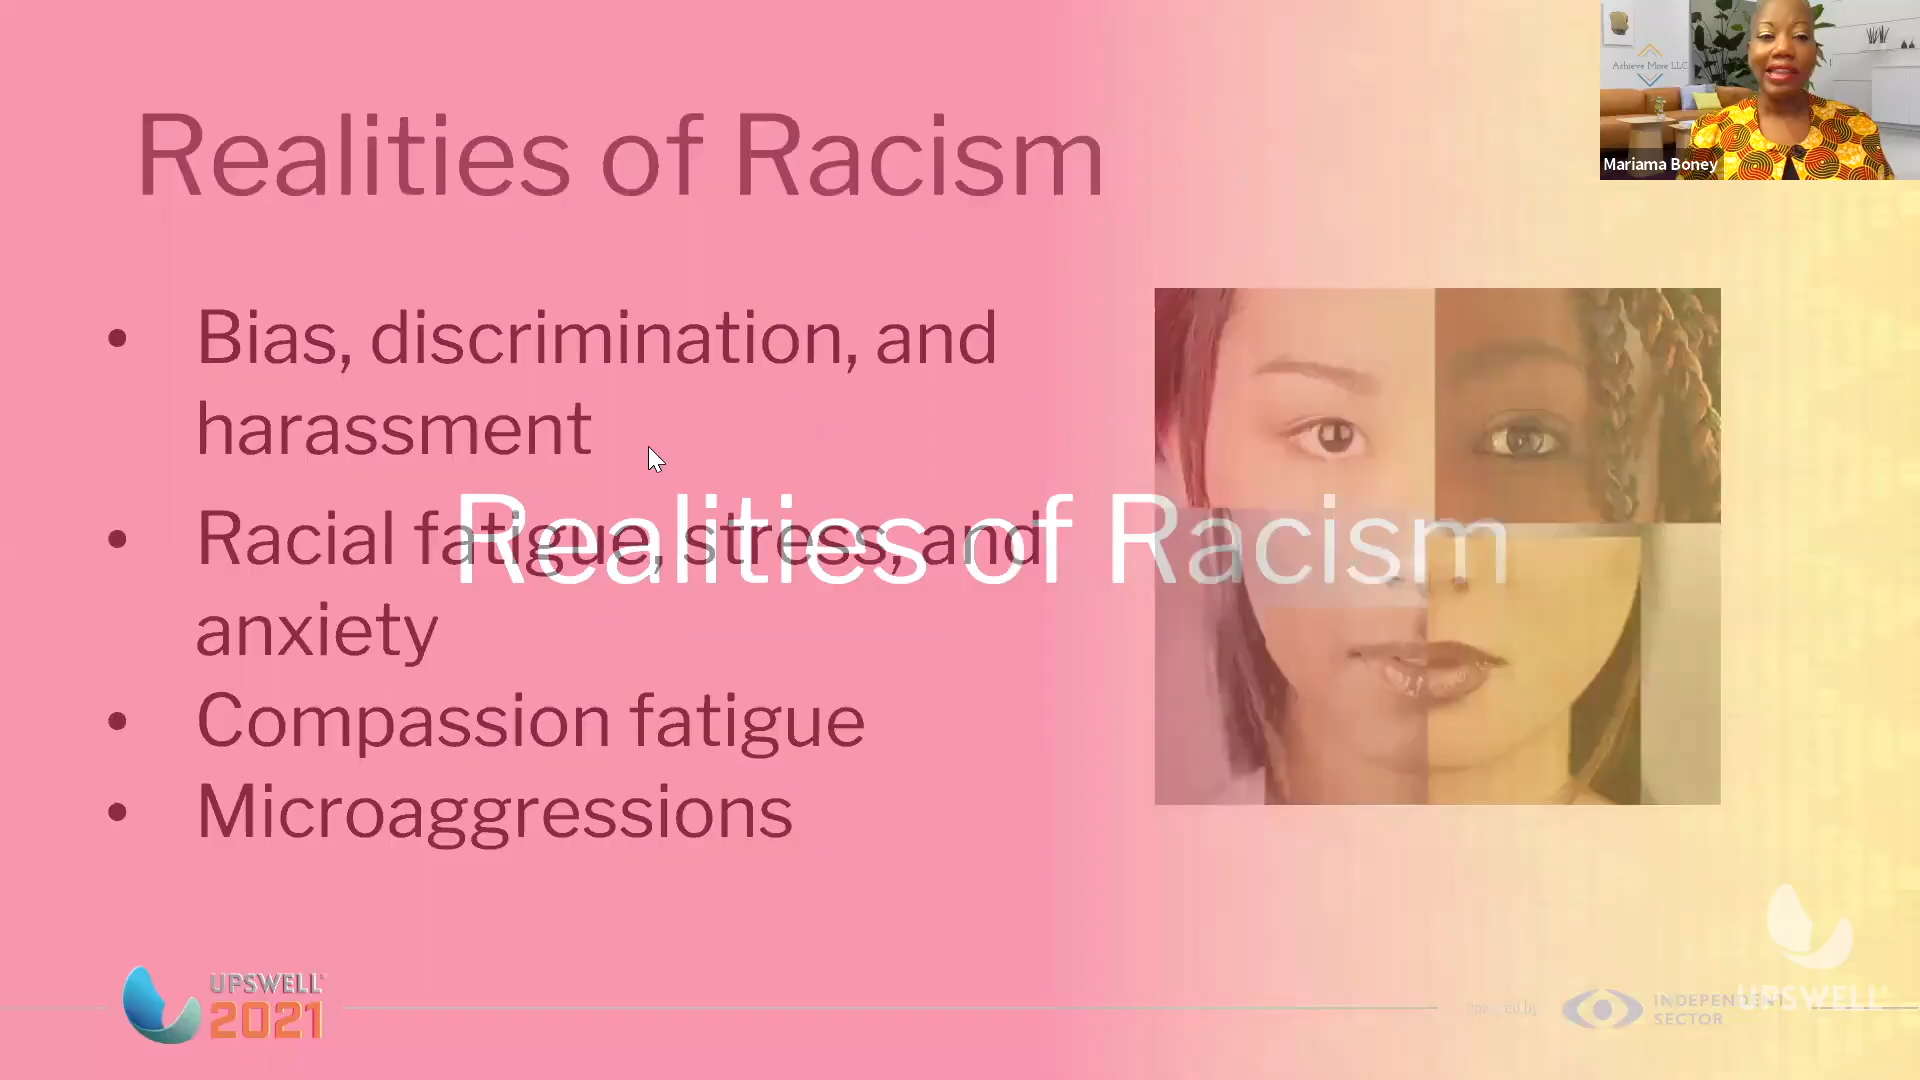 Achieve More LLC
Mariama Boney
Realities of Racism
• Bias, discrimination, and
harassment
• Racial fatigue, stress, and
anxiety
• Compassion fatigue
• Microaggressions
Realities of Racism
UPSWELL
2021
powered by
INDEPENDENT
SECTOR
UPSWELL